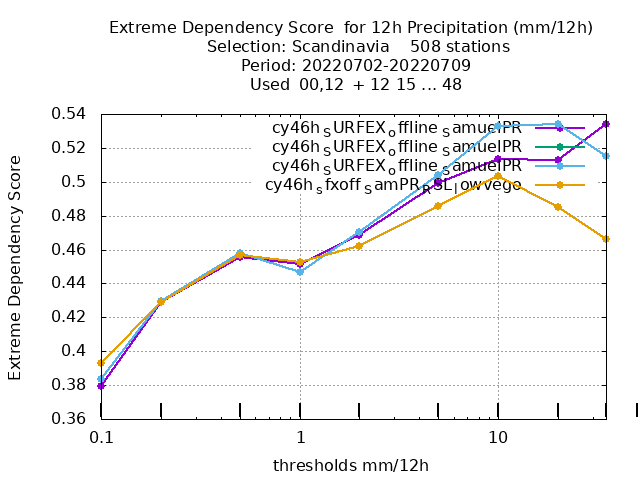 Extreme Dependency Score  for 12h Precipitation (mm/12h)
Selection: Scandinavia    508 stations
Period: 20220702-20220709
Used  00,12  + 12 15 ... 48
Extreme Dependency Score
0.54
0.52
0.5
0.48
0.46
0.44
0.42
0.4
0.38
0.36
cy46h_SURFEX_offline_SamuelPR
cy46h_SURFEX_offline_SamuelPR
cy46h_SURFEX_offline_SamuelPR
cy46h_sfxoff_SamPR_RSL_lowvego
0.1 1 10
thresholds mm/12h